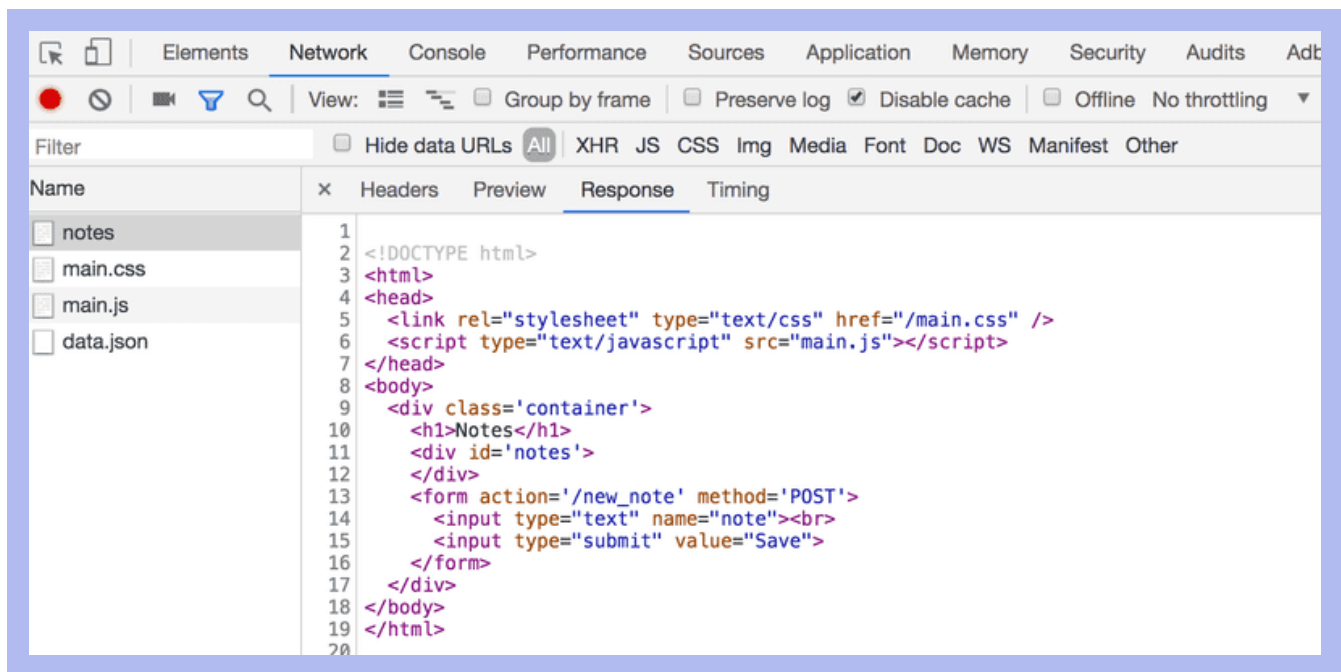 Elements Network Console Performance Sources Application Memory Security Audits Adb
View: Group by frame Preserve log Disable cache Offline No throttling
Filter Hide data URLs All XHR JS CSS Img Media Font Doc WS Manifest Other
Name × Headers Preview Response Timing
notes
main.css
main.js
data.json
1
2 <!DOCTYPE html>
3 <html>
4 <head>
5   <link rel="stylesheet" type="text/css" href="/main.css" />
6   <script type="text/javascript" src="main.js"></script>
7 </head>
8 <body>
9   <div class='container'>
10     <h1>Notes</h1>
11     <div id='notes'>
12     </div>
13     <form action='/new_note' method='POST'>
14       <input type="text" name="note"><br>
15       <input type="submit" value="Save">
16     </form>
17   </div>
18 </body>
19 </html>
20